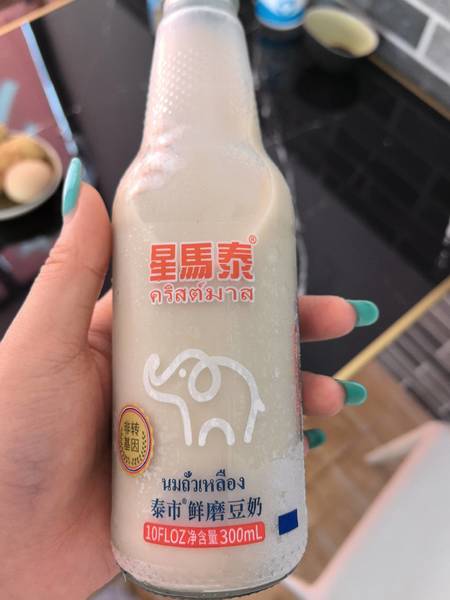 星馬泰®
คริสต์มาส
非转
基因
นมถั่วเหลือง
泰市®鲜磨豆奶
10FLOZ净含量300mL